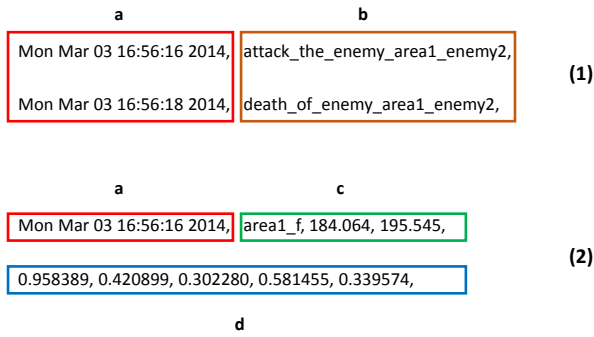 a b
Mon Mar 03 16:56:16 2014, attack_the_enemy_area1_enemy2,
(1)
Mon Mar 03 16:56:18 2014, death_of_enemy_area1_enemy2,
a c
Mon Mar 03 16:56:16 2014, area1_f, 184.064, 195.545,
(2)
0.958389, 0.420899, 0.302280, 0.581455, 0.339574,
d